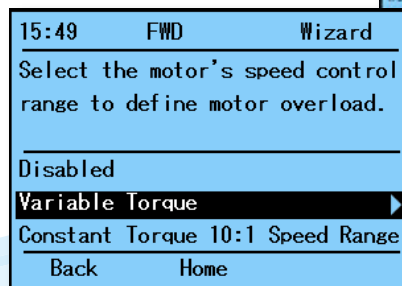 15:49 FWD Wizard
Select the motor's speed control
range to define motor overload.
Disabled
Variable Torque
Constant Torque 10:1 Speed Range
Back Home